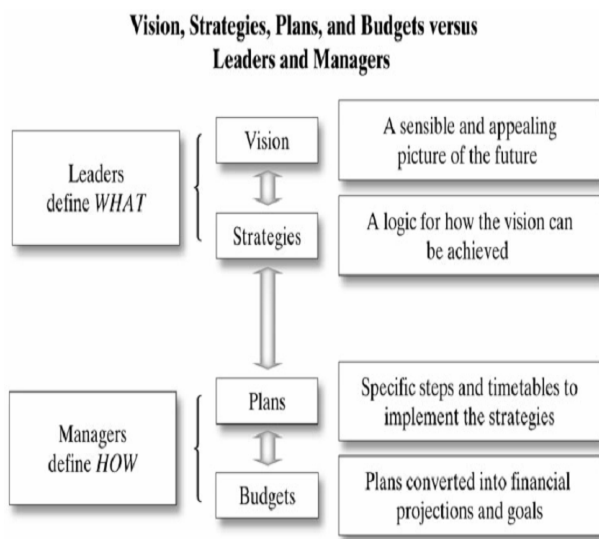 Vision, Strategies, Plans, and Budgets versus
Leaders and Managers
Leaders
define WHAT
Vision
A sensible and appealing
picture of the future
Strategies
A logic for how the vision can
be achieved
Managers
define HOW
Plans
Specific steps and timetables to
implement the strategies
Budgets
Plans converted into financial
projections and goals